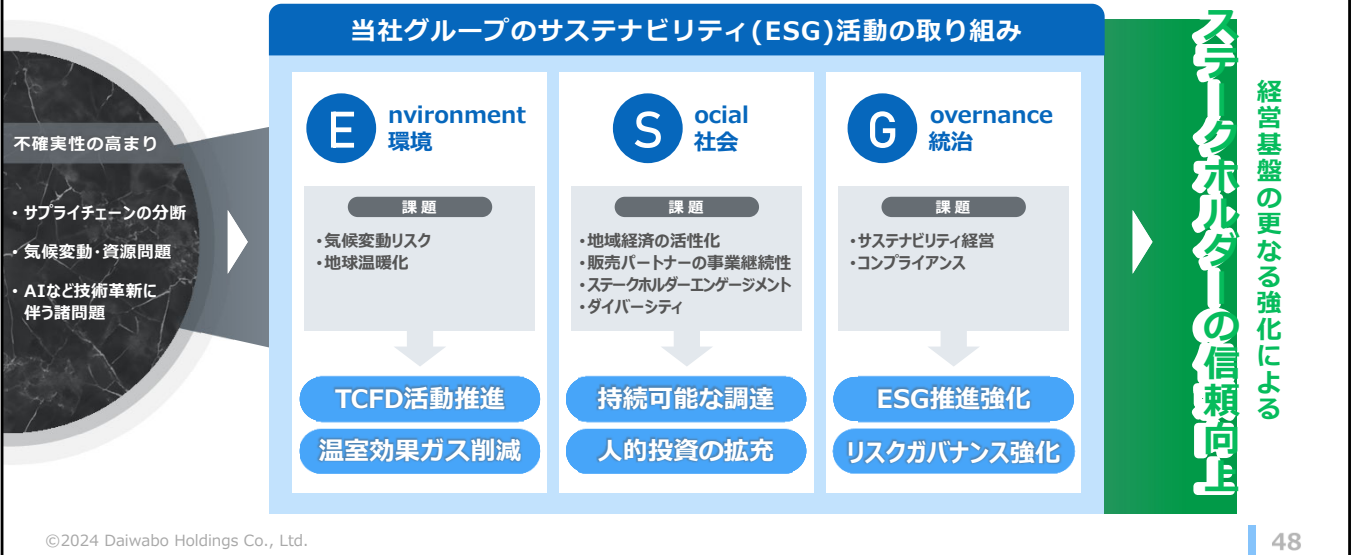 当社グループのサステナビリティ(ESG)活動の取り組み
不確実性の高まり
・サプライチェーンの分断
・気候変動・資源問題
・AIなど技術革新に
伴う諸問題
Environment
環境
課題
・気候変動リスク
・地球温暖化
TCFD活動推進
温室効果ガス削減
Social
社会
課題
・地域経済の活性化
・販売パートナーの事業継続性
・ステークホルダーエンゲージメント
・ダイバーシティ
持続可能な調達
人的投資の拡充
Governance
統治
課題
・サステナビリティ経営
・コンプライアンス
ESG推進強化
リスクガバナンス強化
経営基盤の更なる強化による
ステークホルダーの信頼向上
©2024 Daiwabo Holdings Co., Ltd.
48